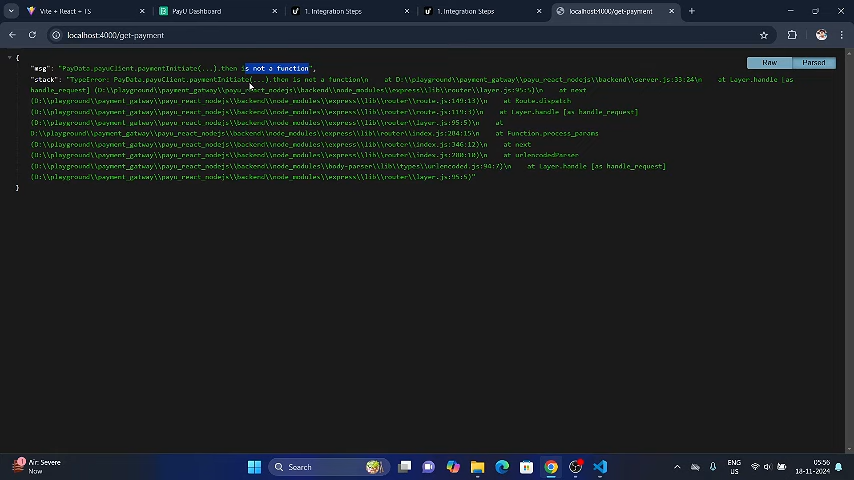 Vite + React + TS
PayU Dashboard
1. Integration Steps
1. Integration Steps
localhost:4000/get-payment
localhost:4000/get-payment
Raw
Parsed
{
"msg": "PayData.payuClient.paymentInitiate(...).then is not a function",
"stack": "TypeError: PayData.payuClient.paymentInitiate(...).then is not a function\n    at D:\\playground\\payment_gatway\\payu_react_nodejs\\backend\\server.js:33:24\n    at Layer.handle [as
handle_request] (D:\\playground\\payment_gatway\\payu_react_nodejs\\backend\\node_modules\\express\\lib\\router\\layer.js:95:5)\n    at next
(D:\\playground\\payment_gatway\\payu_react_nodejs\\backend\\node_modules\\express\\lib\\router\\route.js:149:13)\n    at Route.dispatch
(D:\\playground\\payment_gatway\\payu_react_nodejs\\backend\\node_modules\\express\\lib\\router\\route.js:119:3)\n    at Layer.handle [as handle_request]
(D:\\playground\\payment_gatway\\payu_react_nodejs\\backend\\node_modules\\express\\lib\\router\\layer.js:95:5)\n    at
D:\\playground\\payment_gatway\\payu_react_nodejs\\backend\\node_modules\\express\\lib\\router\\index.js:284:15\n    at Function.process_params
(D:\\playground\\payment_gatway\\payu_react_nodejs\\backend\\node_modules\\express\\lib\\router\\index.js:346:12)\n    at next
(D:\\playground\\payment_gatway\\payu_react_nodejs\\backend\\node_modules\\express\\lib\\router\\index.js:280:10)\n    at urlencodedParser
(D:\\playground\\payment_gatway\\payu_react_nodejs\\backend\\node_modules\\body-parser\\lib\\types\\urlencoded.js:94:7)\n    at Layer.handle [as handle_request]
(D:\\playground\\payment_gatway\\payu_react_nodejs\\backend\\node_modules\\express\\lib\\router\\layer.js:95:5)"
}
Air: Severe
Now
Search
ENG
US
05:56
18-11-2024